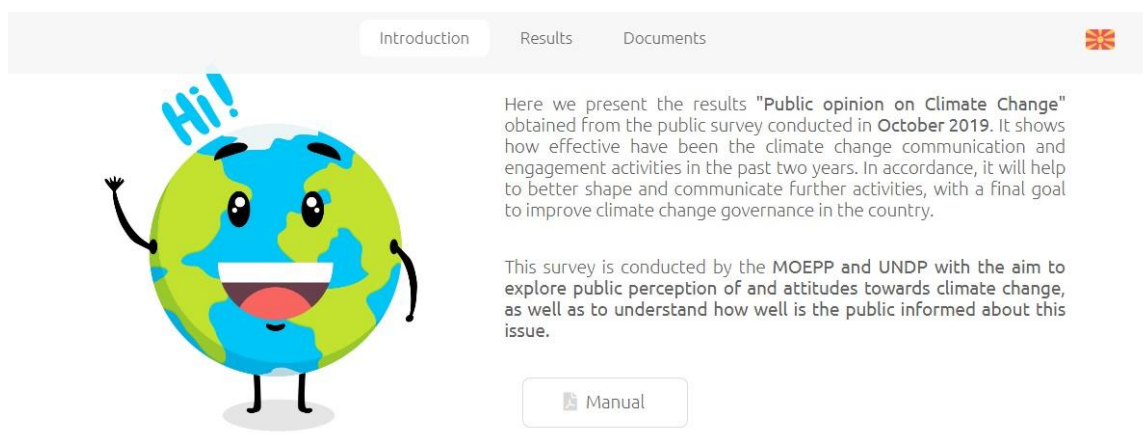 Introduction Results Documents
Hi!
Here we present the results "Public opinion on Climate Change"
obtained from the public survey conducted in October 2019. It shows
how effective have been the climate change communication and
engagement activities in the past two years. In accordance, it will help
to better shape and communicate further activities, with a final goal
to improve climate change governance in the country.
This survey is conducted by the MOEPP and UNDP with the aim to
explore public perception of and attitudes towards climate change,
as well as to understand how well is the public informed about this
issue.
Manual